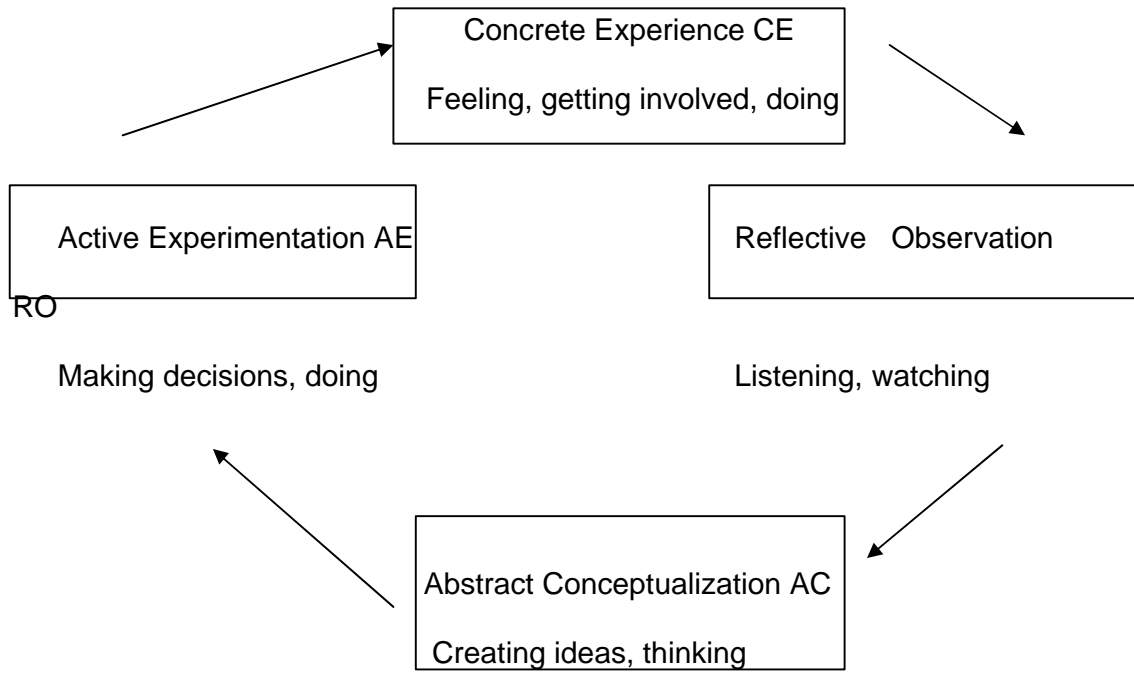 Concrete Experience CE
Feeling, getting involved, doing
Active Experimentation AE Reflective Observation
RO
Making decisions, doing Listening, watching
Abstract Conceptualization AC
Creating ideas, thinking